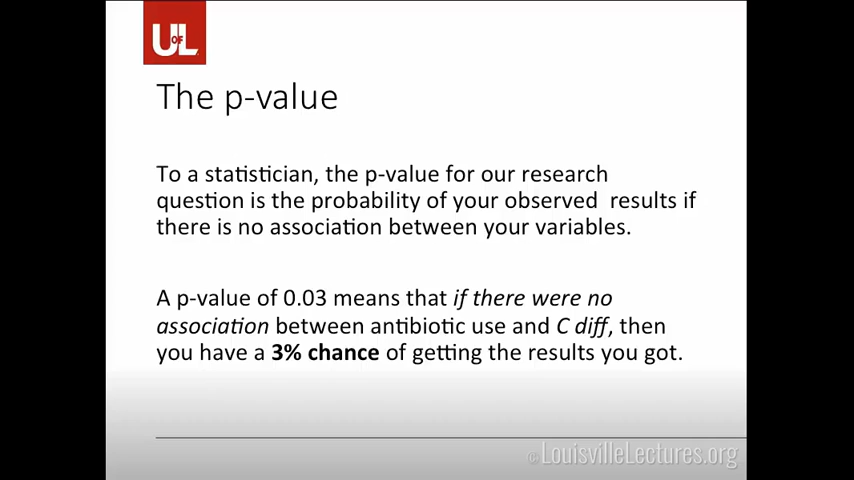 UofL
The p-value
To a statistician, the p-value for our research
question is the probability of your observed results if
there is no association between your variables.
A p-value of 0.03 means that if there were no
association between antibiotic use and C diff, then
you have a 3% chance of getting the results you got.
© LouisvilleLectures.org